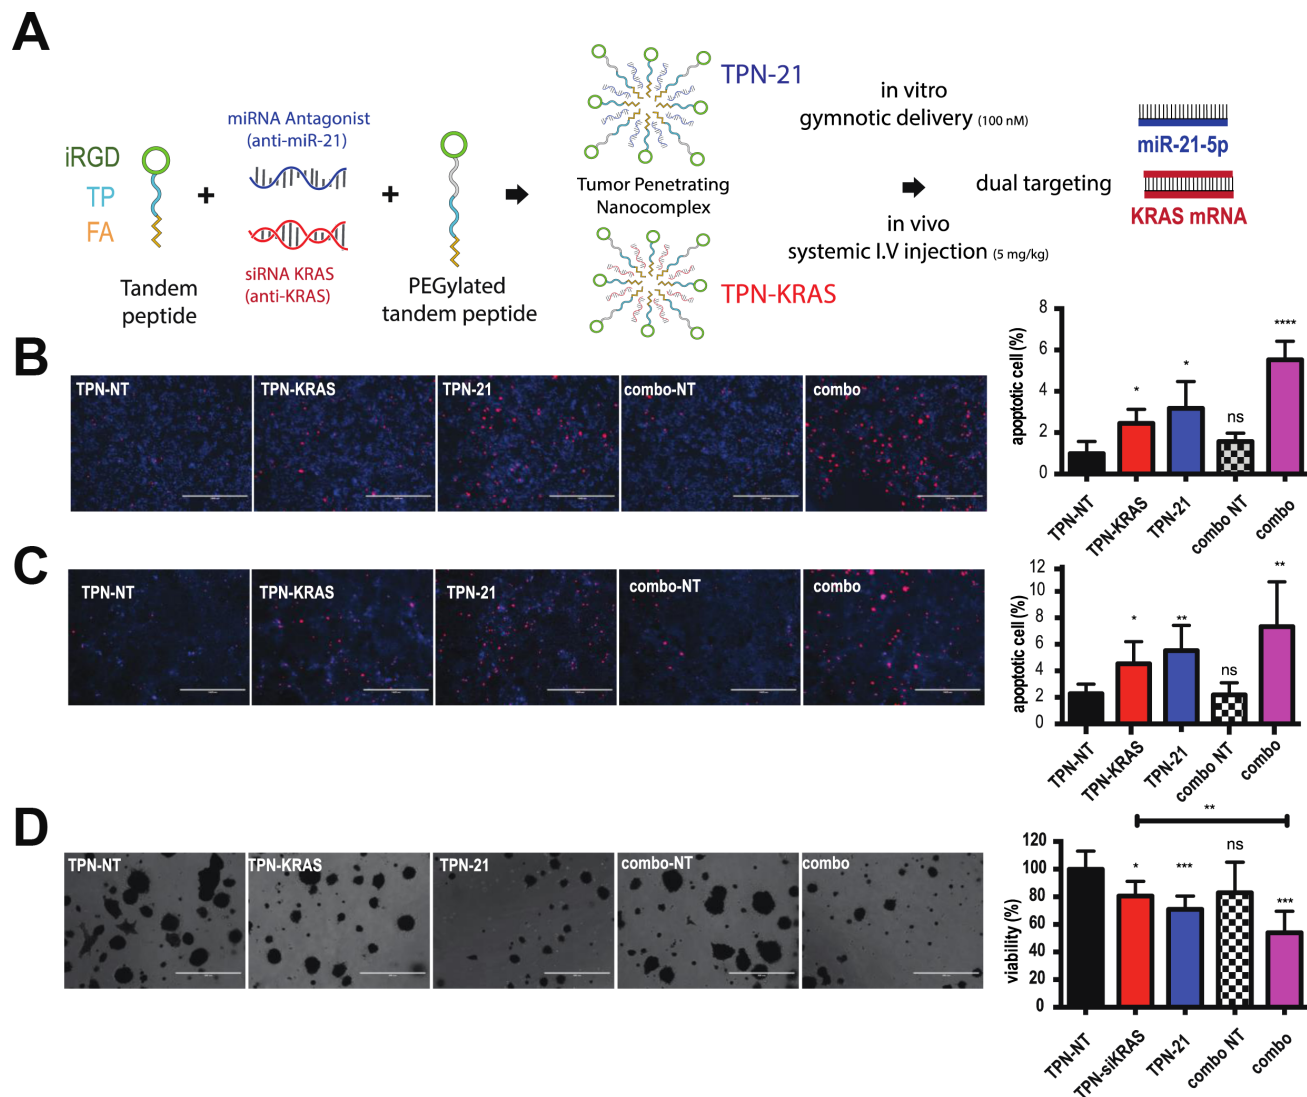 A
iRGD
TP
FA
Tandem
peptide
+
miRNA Antagonist
(anti-miR-21)
siRNA KRAS
(anti-KRAS)
+
PEGylated
tandem peptide
TPN-21
Tumor Penetrating
Nanocomplex
TPN-KRAS
in vitro
gymnotic delivery (100 nM)
in vivo
systemic I.V injection (5 mg/kg)
dual targeting
miR-21-5p
KRAS mRNA
B
TPN-NT
TPN-KRAS
TPN-21
combo-NT
combo
apoptotic cell (%)
8
6
4
2
0
*
*
ns
****
TPN-NT
TPN-KRAS
TPN-21
combo NT
combo
C
TPN-NT
TPN-KRAS
TPN-21
combo-NT
combo
apoptotic cell (%)
12
10
8
6
4
2
0
*
**
ns
**
TPN-NT
TPN-KRAS
TPN-21
combo NT
combo
D
TPN-NT
TPN-KRAS
TPN-21
combo-NT
combo
viability (%)
120
100
80
60
40
20
0
**
*
***
ns
***
TPN-NT
TPN-siKRAS
TPN-21
combo NT
combo